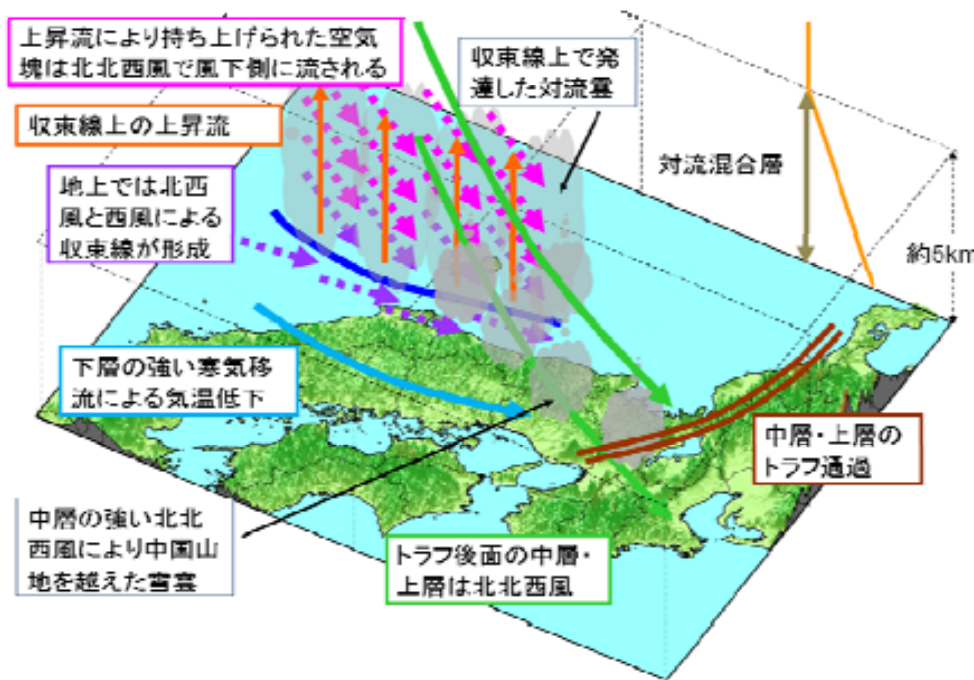 上昇流により持ち上げられた空気
塊は北北西風で風下側に流される
収束線上で発
達した対流雲
収束線上の上昇流
対流混合層
地上では北西
風と西風による
収束線が形成
約5km
下層の強い寒気移
流による気温低下
中層・上層の
トラフ通過
中層の強い北北
西風により中国山
地を越えた雪雲
トラフ後面の中層・
上層は北北西風